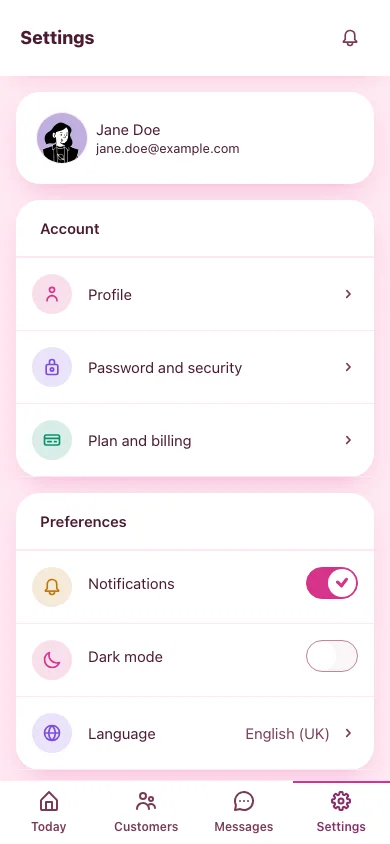 Settings
Jane Doe
jane.doe@example.com
Account
Profile
Password and security
Plan and billing
Preferences
Notifications
Dark mode
Language English (UK)
Today Customers Messages Settings